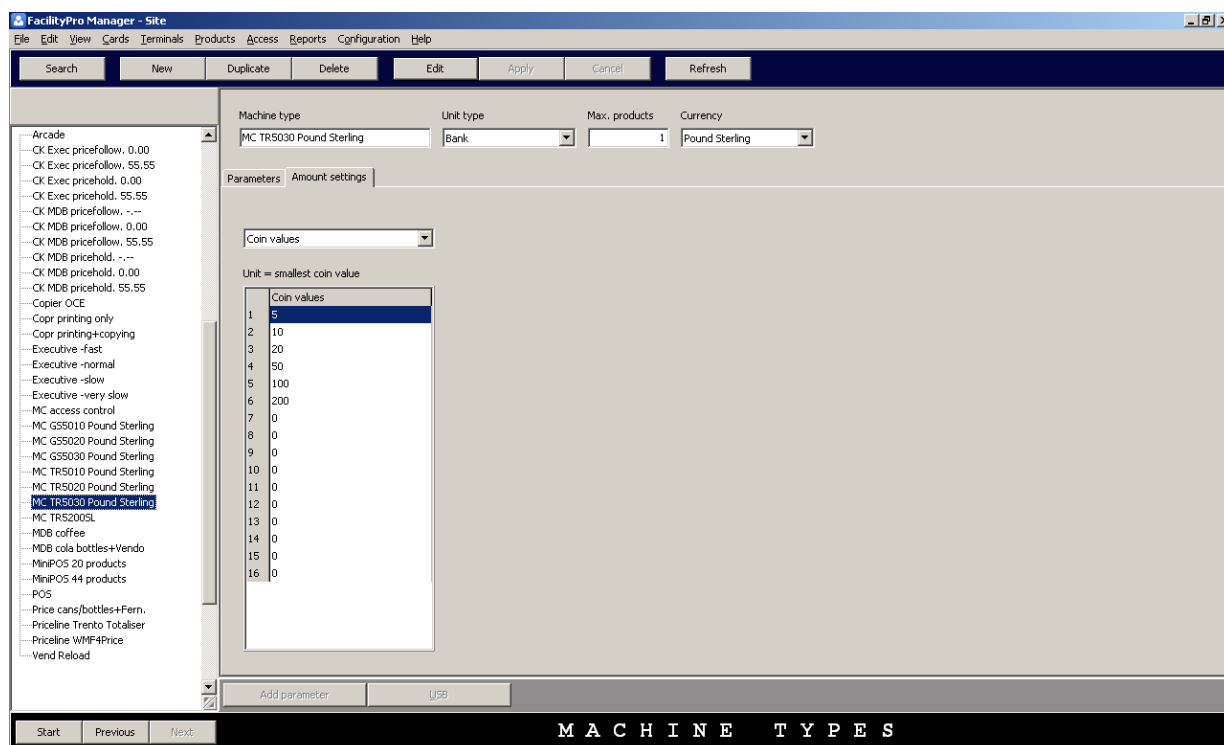 FacilityPro Manager - Site
File Edit View Cards Terminals Products Access Reports Configuration Help
Search New Duplicate Delete Edit Apply Cancel Refresh
Machine type Unit type Max. products Currency
MC TR5030 Pound Sterling Bank 1 Pound Sterling
Parameters Amount settings
Coin values
Unit = smallest coin value
Coin values
1 5
2 10
3 20
4 50
5 100
6 200
7 0
8 0
9 0
10 0
11 0
12 0
13 0
14 0
15 0
16 0
Arcade
CK Exec pricefollow. 0.00
CK Exec pricefollow. 55.55
CK Exec pricehold. 0.00
CK Exec pricehold. 55.55
CK MDB pricefollow. -.--
CK MDB pricefollow. 0.00
CK MDB pricefollow. 55.55
CK MDB pricehold. -.--
CK MDB pricehold. 0.00
CK MDB pricehold. 55.55
Copier OCE
Copr printing only
Copr printing+copying
Executive -fast
Executive -normal
Executive -slow
Executive -very slow
MC access control
MC GS5010 Pound Sterling
MC GS5020 Pound Sterling
MC GS5030 Pound Sterling
MC TR5010 Pound Sterling
MC TR5020 Pound Sterling
MC TR5030 Pound Sterling
MC TR5200SL
MDB coffee
MDB cola bottles+Vendo
MiniPOS 20 products
MiniPOS 44 products
POS
Price cans/bottles+Fern.
Priceline Trento Totaliser
Priceline WMF4Price
Vend Reload
Add parameter USB
Start Previous Next
MACHINE TYPES